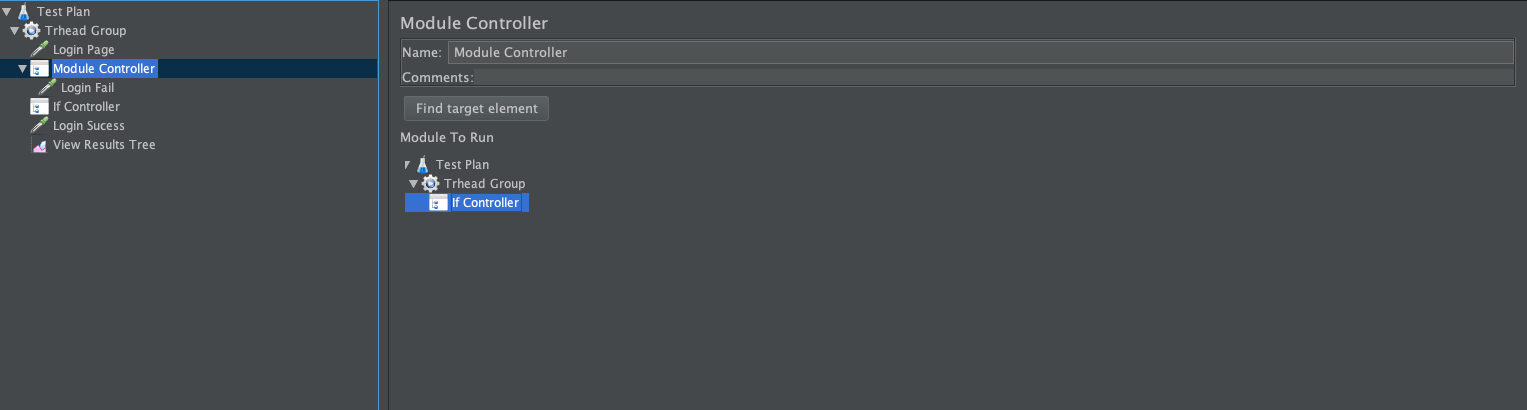 Test Plan
Trhead Group
Login Page
Module Controller
Login Fail
If Controller
Login Sucess
View Results Tree
Module Controller
Name: Module Controller
Comments:
Find target element
Module To Run
Test Plan
Trhead Group
If Controller